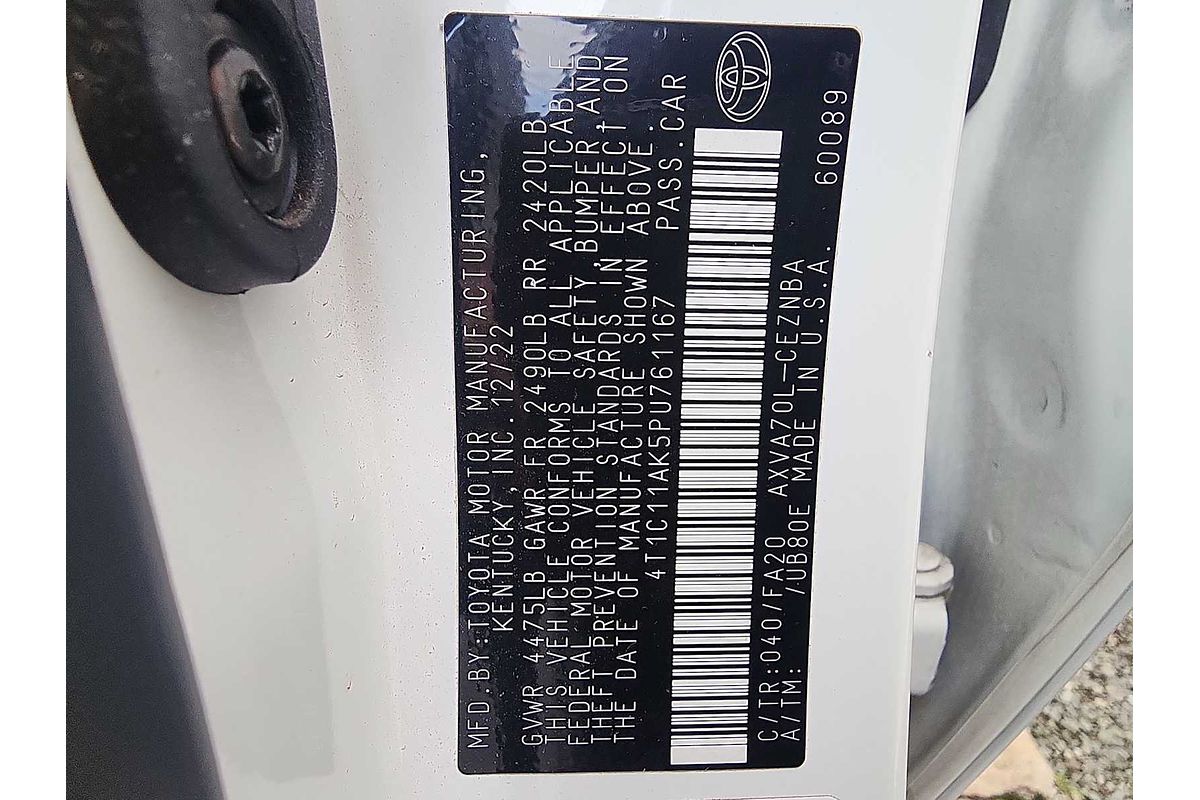 MFD.BY:TOYOTA MOTOR MANUFACTURING,
KENTUCKY, INC. 12/22
GVWR 4475LB GAWR FR 2490LB RR 2420LB
THIS VEHICLE CONFORMS TO ALL APPLICABLE
FEDERAL MOTOR VEHICLE SAFETY, BUMPER, AND
THEFT PREVENTION STANDARDS IN EFFECT ON
THE DATE OF MANUFACTURE SHOWN ABOVE.
4T1C11AK5PU761167 PASS.CAR
C/TR:040/FA20 AXVA70L-CEZNBA
A/TM: /UB80E MADE IN U.S.A.
60089